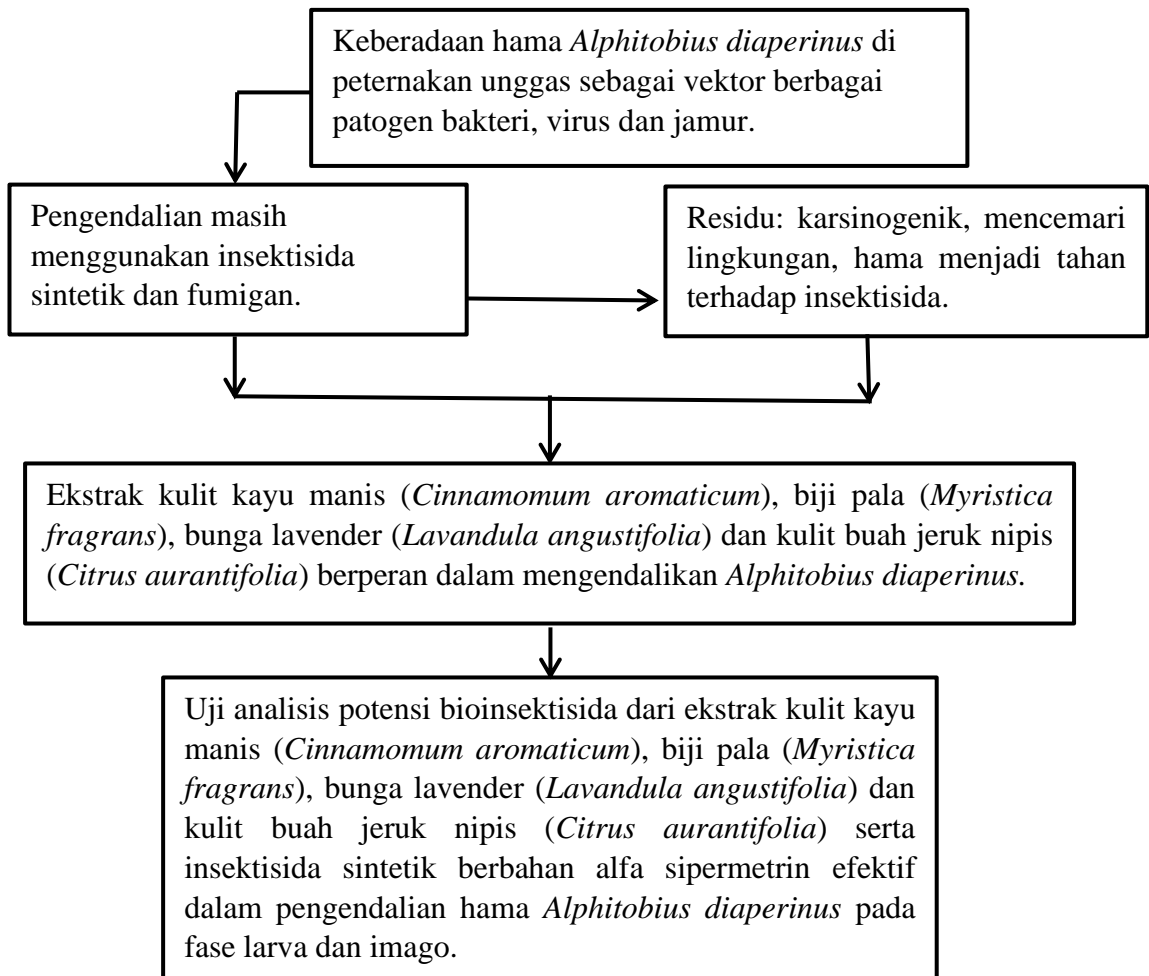 Keberadaan hama Alphitobius diaperinus di
peternakan unggas sebagai vektor berbagai
patogen bakteri, virus dan jamur.
Pengendalian masih
menggunakan insektisida
sintetik dan fumigan.
Residu: karsinogenik, mencemari
lingkungan, hama menjadi tahan
terhadap insektisida.
Ekstrak kulit kayu manis (Cinnamomum aromaticum), biji pala (Myristica
fragrans), bunga lavender (Lavandula angustifolia) dan kulit buah jeruk nipis
(Citrus aurantifolia) berperan dalam mengendalikan Alphitobius diaperinus.
Uji analisis potensi bioinsektisida dari ekstrak kulit kayu
manis (Cinnamomum aromaticum), biji pala (Myristica
fragrans), bunga lavender (Lavandula angustifolia) dan
kulit buah jeruk nipis (Citrus aurantifolia) serta
insektisida sintetik berbahan alfa sipermetrin efektif
dalam pengendalian hama Alphitobius diaperinus pada
fase larva dan imago.